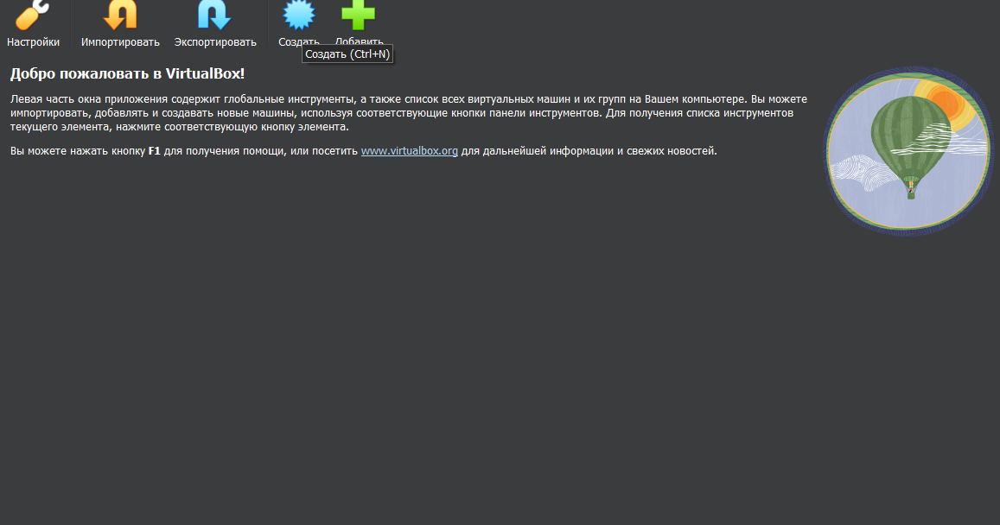 Настройки Импортировать Экспортировать Создать Добавить
Создать (Ctrl+N)
Добро пожаловать в VirtualBox!
Левая часть окна приложения содержит глобальные инструменты, а также список всех виртуальных машин и их групп на Вашем компьютере. Вы можете
импортировать, добавлять и создавать новые машины, используя соответствующие кнопки панели инструментов. Для получения списка инструментов
текущего элемента, нажмите соответствующую кнопку элемента.
Вы можете нажать кнопку F1 для получения помощи, или посетить www.virtualbox.org для дальнейшей информации и свежих новостей.